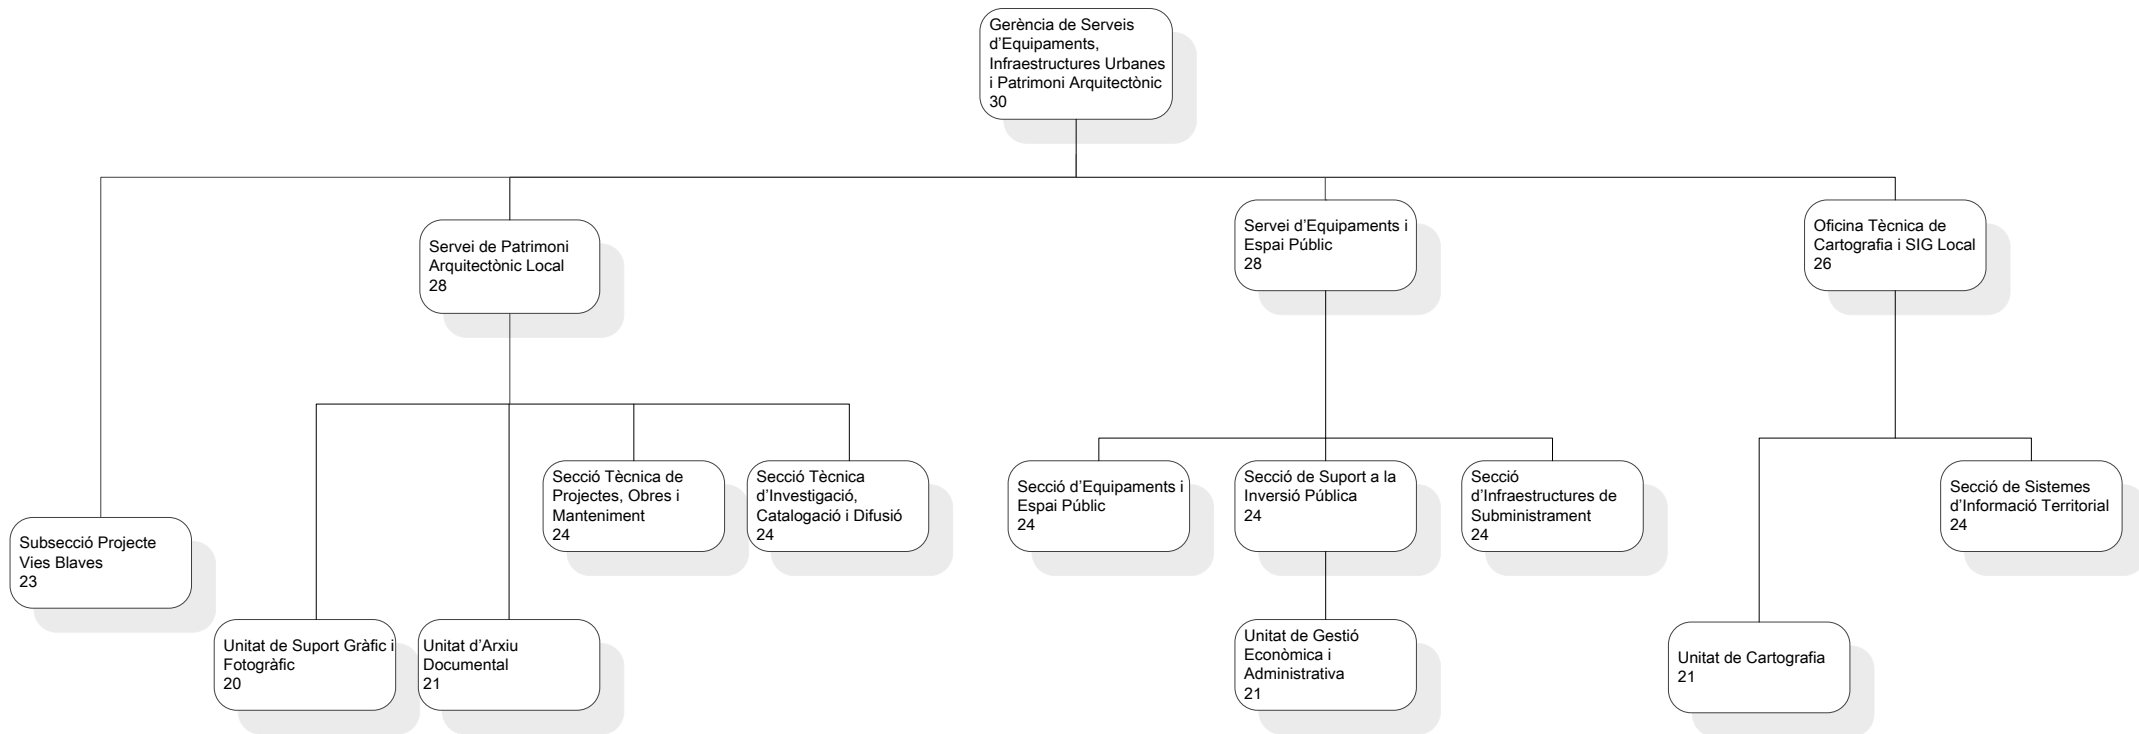 Gerència de Serveis
d’Equipaments,
Infraestructures Urbanes
i Patrimoni Arquitectònic
30
Servei de Patrimoni
Arquitectònic Local
28
Servei d’Equipaments i
Espai Públic
28
Oficina Tècnica de
Cartografia i SIG Local
26
Subsecció Projecte
Vies Blaves
23
Secció Tècnica de
Projectes, Obres i
Manteniment
24
Secció Tècnica
d’Investigació,
Catalogació i Difusió
24
Secció d’Equipaments i
Espai Públic
24
Secció de Suport a la
Inversió Pública
24
Secció
d’Infraestructures de
Subministrament
24
Secció de Sistemes
d’Informació Territorial
24
Unitat de Suport Gràfic i
Fotogràfic
20
Unitat d’Arxiu
Documental
21
Unitat de Gestió
Econòmica i
Administrativa
21
Unitat de Cartografia
21